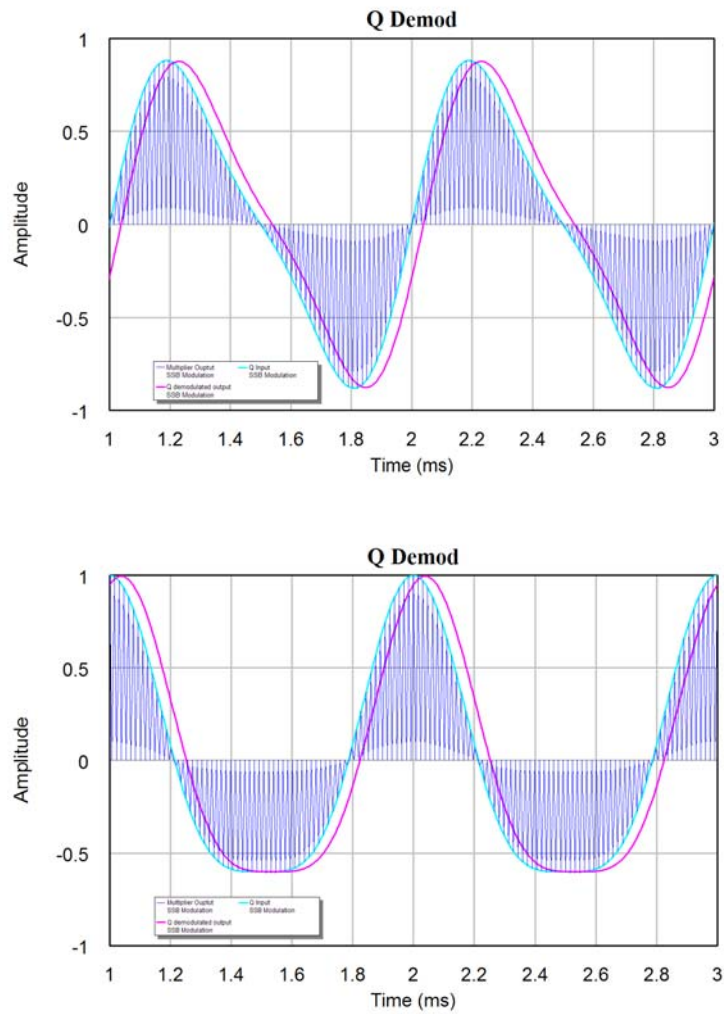 Q Demod
1
0.5
0
-0.5
-1
Amplitude
Multiplier Ouptut
SSB Modulation
Q Input
SSB Modulation
Q demodulated output
SSB Modulation
1 1.2 1.4 1.6 1.8 2 2.2 2.4 2.6 2.8 3
Time (ms)
Q Demod
1
0.5
0
-0.5
-1
Amplitude
Multiplier Ouptut
SSB Modulation
Q Input
SSB Modulation
Q demodulated output
SSB Modulation
1 1.2 1.4 1.6 1.8 2 2.2 2.4 2.6 2.8 3
Time (ms)